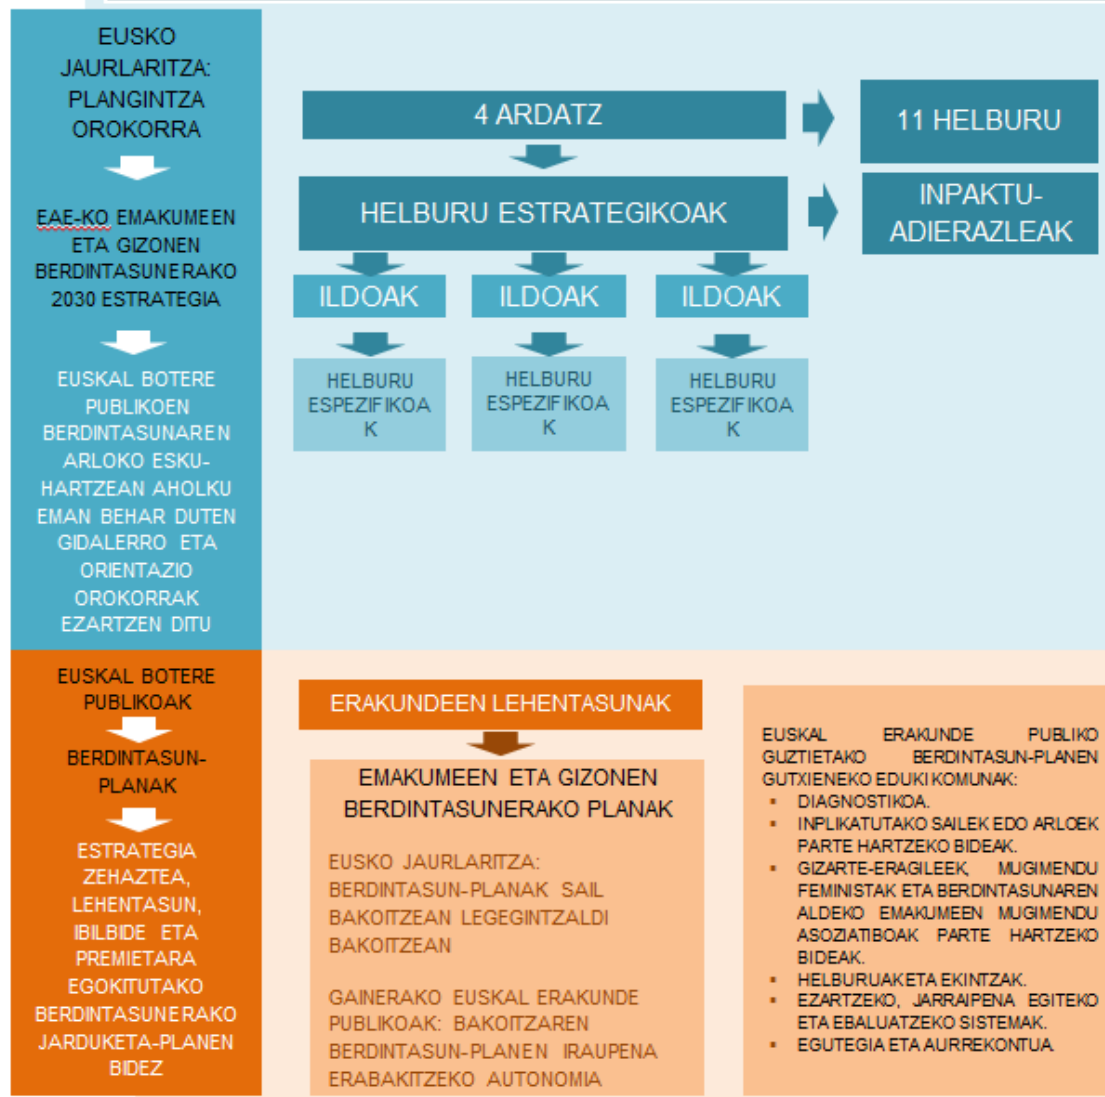 EUSKO
JAURLARITZA:
PLANGINTZA
OROKORRA
EAE-KO EMAKUMEEN
ETA GIZONEN
BERDINTASUNERAKO
2030 ESTRATEGIA
EUSKAL BOTERE
PUBLIKOEN
BERDINTASUNAREN
ARLOKO ESKU-
HARTZEAN AHOLKU
EMAN BEHAR DUTEN
GIDALERRO ETA
ORIENTAZIO
OROKORRAK
EZARTZEN DITU
4 ARDATZ
11 HELBURU
HELBURU ESTRATEGIKOAK
INPAKTU-
ADIERAZLEAK
ILDOAK
ILDOAK
ILDOAK
HELBURU
ESPEZIFIKOA
K
HELBURU
ESPEZIFIKOA
K
HELBURU
ESPEZIFIKOA
K
EUSKAL BOTERE
PUBLIKOAK
BERDINTASUN-
PLANAK
ESTRATEGIA
ZEHAZTEA,
LEHENTASUN,
IBILBIDE ETA
PREMIETARA
EGOKITUTAKO
BERDINTASUNERAKO
JARDUKETA-PLANEN
BIDEZ
ERAKUNDEEN LEHENTASUNAK
EMAKUMEEN ETA GIZONEN
BERDINTASUNERAKO PLANAK
EUSKO JAURLARITZA:
BERDINTASUN-PLANAK SAIL
BAKOITZEAN LEGEGINTZALDI
BAKOITZEAN
GAINERAKO EUSKAL ERAKUNDE
PUBLIKOAK: BAKOITZAREN
BERDINTASUN-PLANEN IRAUPENA
ERABAKITZEKO AUTONOMIA
EUSKAL ERAKUNDE PUBLIKO
GUZTIETAKO BERDINTASUN-PLANEN
GUTXIENEKO EDUKI KOMUNAK:
▪ DIAGNOSTIKOA.
▪ INPLIKATUTAKO SAILEK EDO ARLOEK
PARTE HARTZEKO BIDEAK.
▪ GIZARTE-ERAGILEEK, MUGIMENDU
FEMINISTAK ETA BERDINTASUNAREN
ALDEKO EMAKUMEEN MUGIMENDU
ASOZIATIBOAK PARTE HARTZEKO
BIDEAK.
▪ HELBURUAK ETA EKINTZAK.
▪ EZARTZEKO, JARRAIPENA EGITEKO
ETA EBALUATZEKO SISTEMAK.
▪ EGUTEGIA ETA AURREKONTUA.